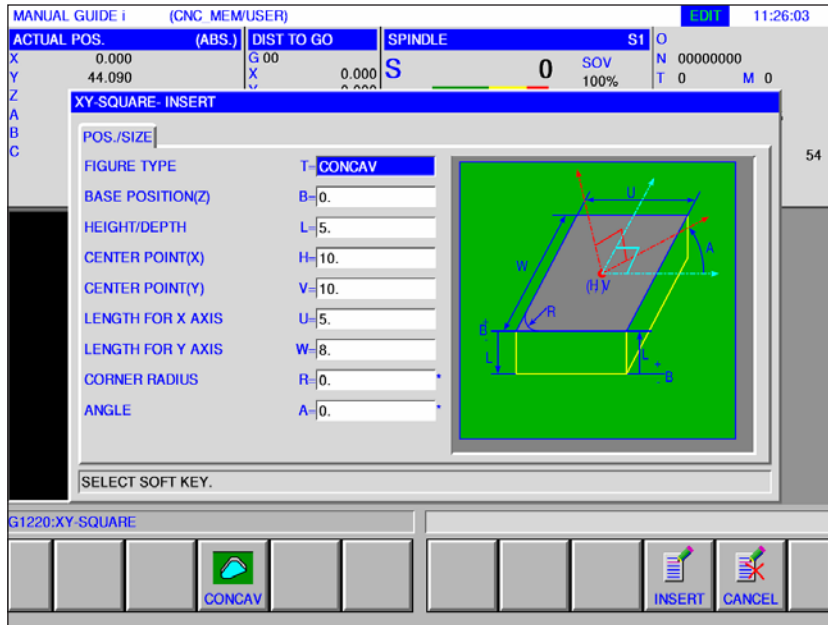 MANUAL GUIDE i (CNC_MEM/USER) EDIT 11:26:03
ACTUAL POS. (ABS.) DIST TO GO SPINDLE S1 O
X 0.000 G 00 S 0 SOV N 00000000
Y 44.090 X 0.000 100% T 0 M 0
Z
A
B
C 54
XY-SQUARE- INSERT
POS./SIZE
FIGURE TYPE T=CONCAV
BASE POSITION(Z) B=0.
HEIGHT/DEPTH L=5.
CENTER POINT(X) H=10.
CENTER POINT(Y) V=10.
LENGTH FOR X AXIS U=5.
LENGTH FOR Y AXIS W=8.
CORNER RADIUS R=0. *
ANGLE A=0. *
U
W
A
(H,V)
R
B + -
L
L
+ - B
SELECT SOFT KEY.
G1220:XY-SQUARE
CONCAV INSERT CANCEL